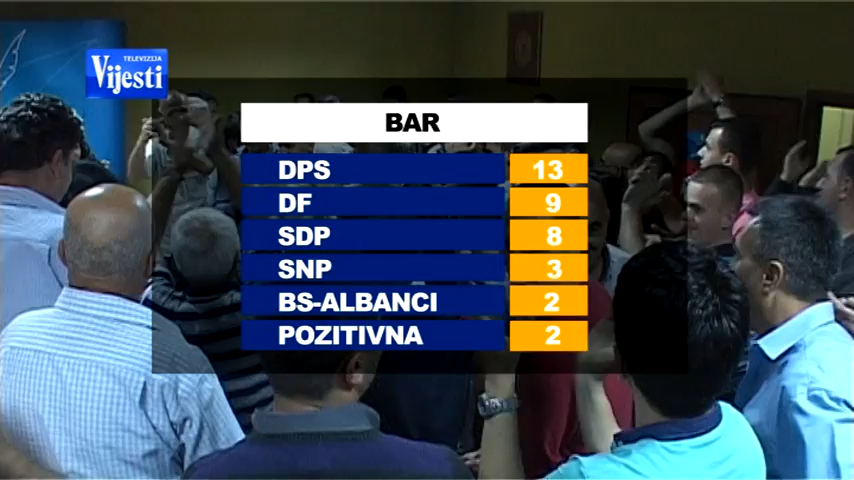 TELEVIZIJA
Vijesti
BAR
DPS 13
DF 9
SDP 8
SNP 3
BS-ALBANCI 2
POZITIVNA 2